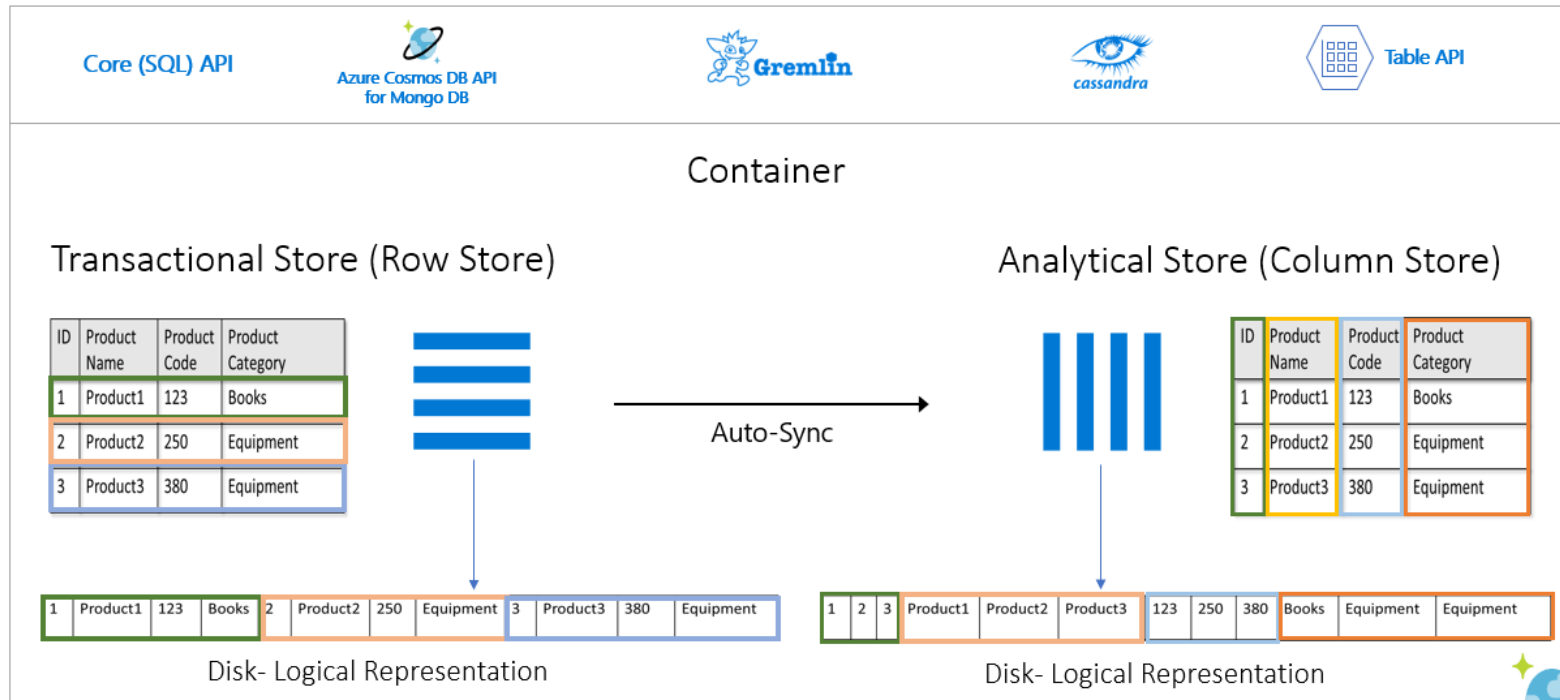 Core (SQL) API
Azure Cosmos DB API
for Mongo DB
Gremlin
cassandra
Table API
Container
Transactional Store (Row Store)
Analytical Store (Column Store)
ID Product Name Product Code Product Category
1 Product1 123 Books
2 Product2 250 Equipment
3 Product3 380 Equipment
Auto-Sync
ID Product Name Product Code Product Category
1 Product1 123 Books
2 Product2 250 Equipment
3 Product3 380 Equipment
1 Product1 123 Books 2 Product2 250 Equipment 3 Product3 380 Equipment
Disk- Logical Representation
1 2 3 Product1 Product2 Product3 123 250 380 Books Equipment Equipment
Disk- Logical Representation